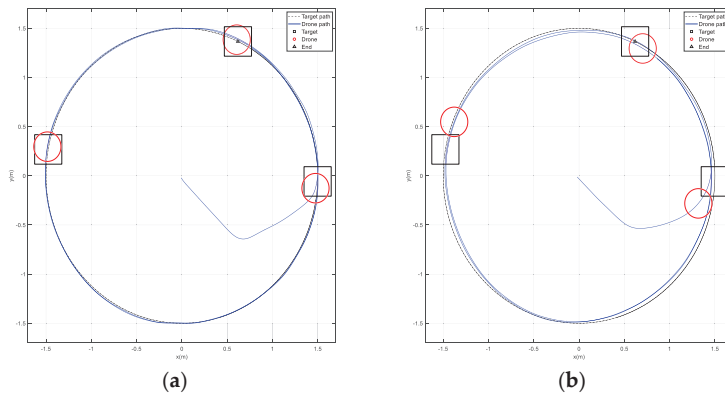 Target path
Drone path
Target
Drone
End
1.5
1
0.5
0
-0.5
-1
-1.5
y(m)
-1.5
-1
-0.5
0
0.5
1
1.5
x(m)
(a)
Target path
Drone path
Target
Drone
End
1.5
1
0.5
0
-0.5
-1
-1.5
y(m)
-1.5
-1
-0.5
0
0.5
1
1.5
x(m)
(b)